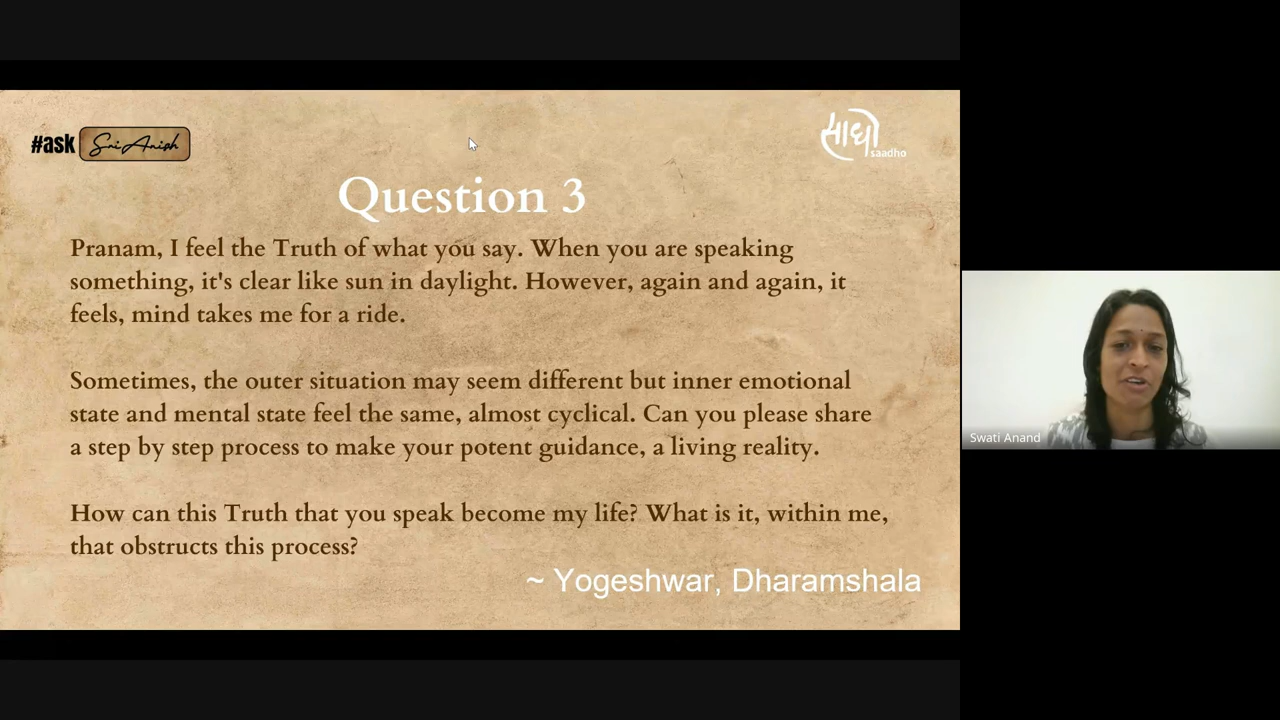 #ask Sri Anish
साधो
saadho
Question 3
Pranam, I feel the Truth of what you say. When you are speaking
something, it's clear like sun in daylight. However, again and again, it
feels, mind takes me for a ride.
Sometimes, the outer situation may seem different but inner emotional
state and mental state feel the same, almost cyclical. Can you please share
a step by step process to make your potent guidance, a living reality.
How can this Truth that you speak become my life? What is it, within me,
that obstructs this process?
~ Yogeshwar, Dharamshala
Swati Anand